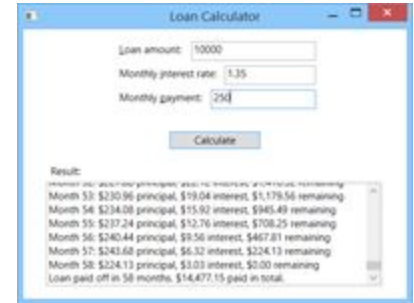 Loan Calculator
Loan amount: 10000
Monthly interest rate: 1.35
Monthly payment: 250
Calculate
Result:
Month 53: $230.96 principal, $19.04 interest, $1,179.56 remaining
Month 54: $234.08 principal, $15.92 interest, $945.49 remaining
Month 55: $237.24 principal, $12.76 interest, $708.25 remaining
Month 56: $240.44 principal, $9.56 interest, $467.81 remaining
Month 57: $243.68 principal, $6.32 interest, $224.13 remaining
Month 58: $224.13 principal, $3.03 interest, $0.00 remaining
Loan paid off in 58 months, $14,477.15 paid in total.